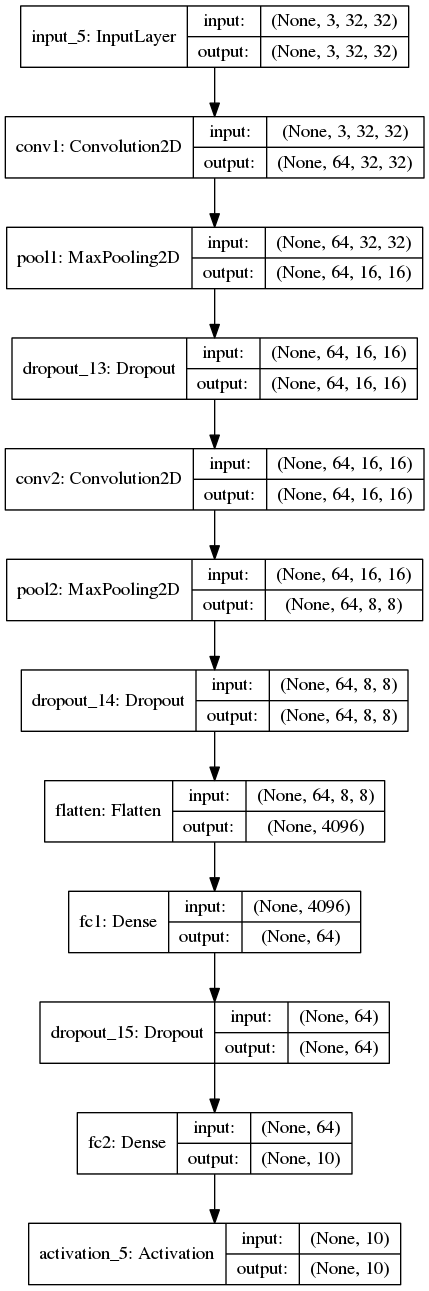 input_5: InputLayer
input:
(None, 3, 32, 32)
output:
(None, 3, 32, 32)
conv1: Convolution2D
input:
(None, 3, 32, 32)
output:
(None, 64, 32, 32)
pool1: MaxPooling2D
input:
(None, 64, 32, 32)
output:
(None, 64, 16, 16)
dropout_13: Dropout
input:
(None, 64, 16, 16)
output:
(None, 64, 16, 16)
conv2: Convolution2D
input:
(None, 64, 16, 16)
output:
(None, 64, 16, 16)
pool2: MaxPooling2D
input:
(None, 64, 16, 16)
output:
(None, 64, 8, 8)
dropout_14: Dropout
input:
(None, 64, 8, 8)
output:
(None, 64, 8, 8)
flatten: Flatten
input:
(None, 64, 8, 8)
output:
(None, 4096)
fc1: Dense
input:
(None, 4096)
output:
(None, 64)
dropout_15: Dropout
input:
(None, 64)
output:
(None, 64)
fc2: Dense
input:
(None, 64)
output:
(None, 10)
activation_5: Activation
input:
(None, 10)
output:
(None, 10)